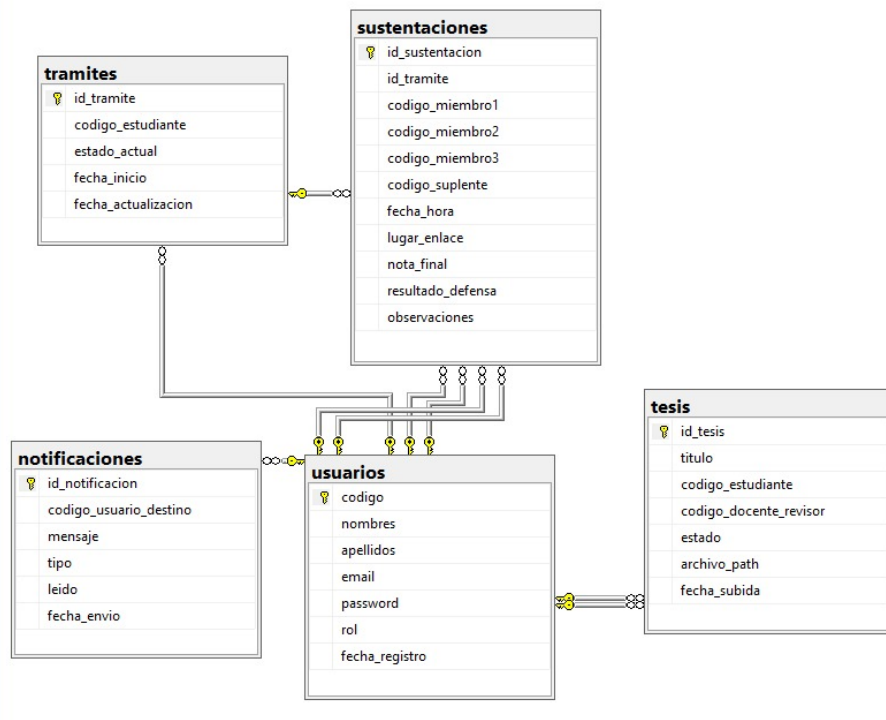 sustentaciones
id_sustentacion
id_tramite
codigo_miembro1
codigo_miembro2
codigo_miembro3
codigo_suplente
fecha_hora
lugar_enlace
nota_final
resultado_defensa
observaciones
tramites
id_tramite
codigo_estudiante
estado_actual
fecha_inicio
fecha_actualizacion
notificaciones
id_notificacion
codigo_usuario_destino
mensaje
tipo
leido
fecha_envio
usuarios
codigo
nombres
apellidos
email
password
rol
fecha_registro
tesis
id_tesis
titulo
codigo_estudiante
codigo_docente_revisor
estado
archivo_path
fecha_subida